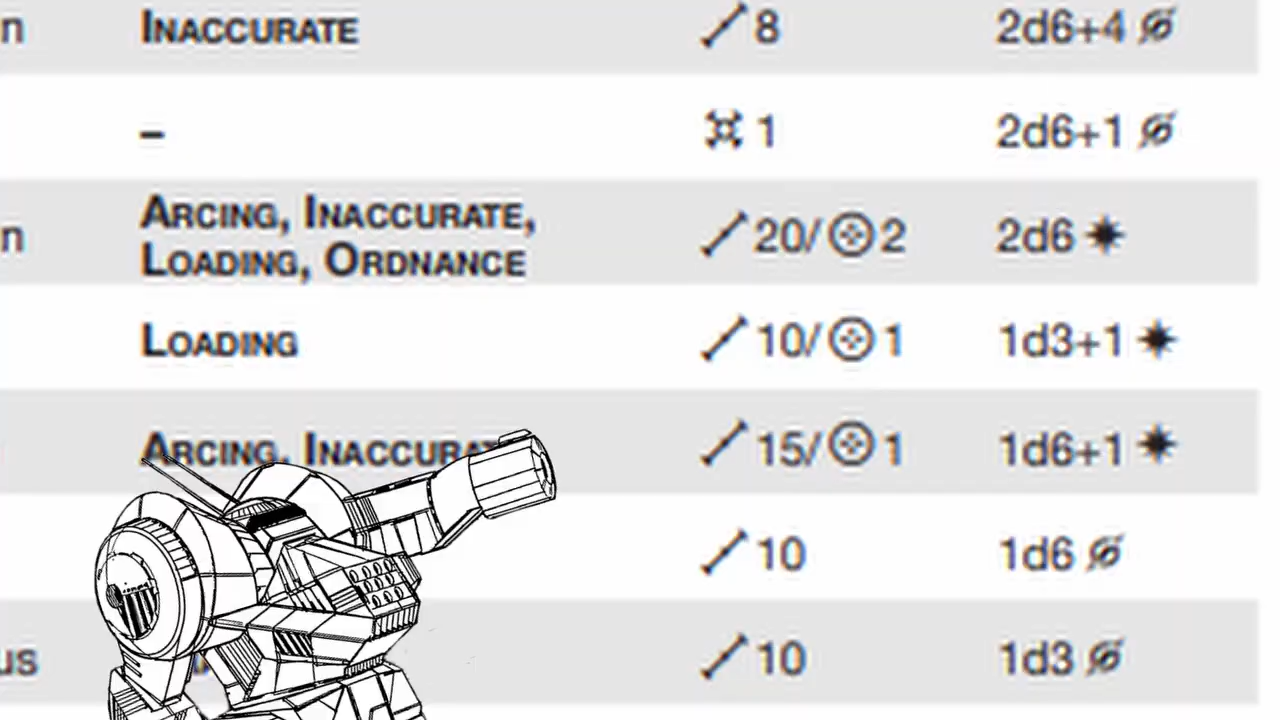 n INACCURATE 8 2d6+4
– 1 2d6+1
n ARCING, INACCURATE,
LOADING, ORDNANCE 20/ 2 2d6
LOADING 10/ 1 1d3+1
ARCING, 15/ 1 1d6+1
10 1d6
us 10 1d3